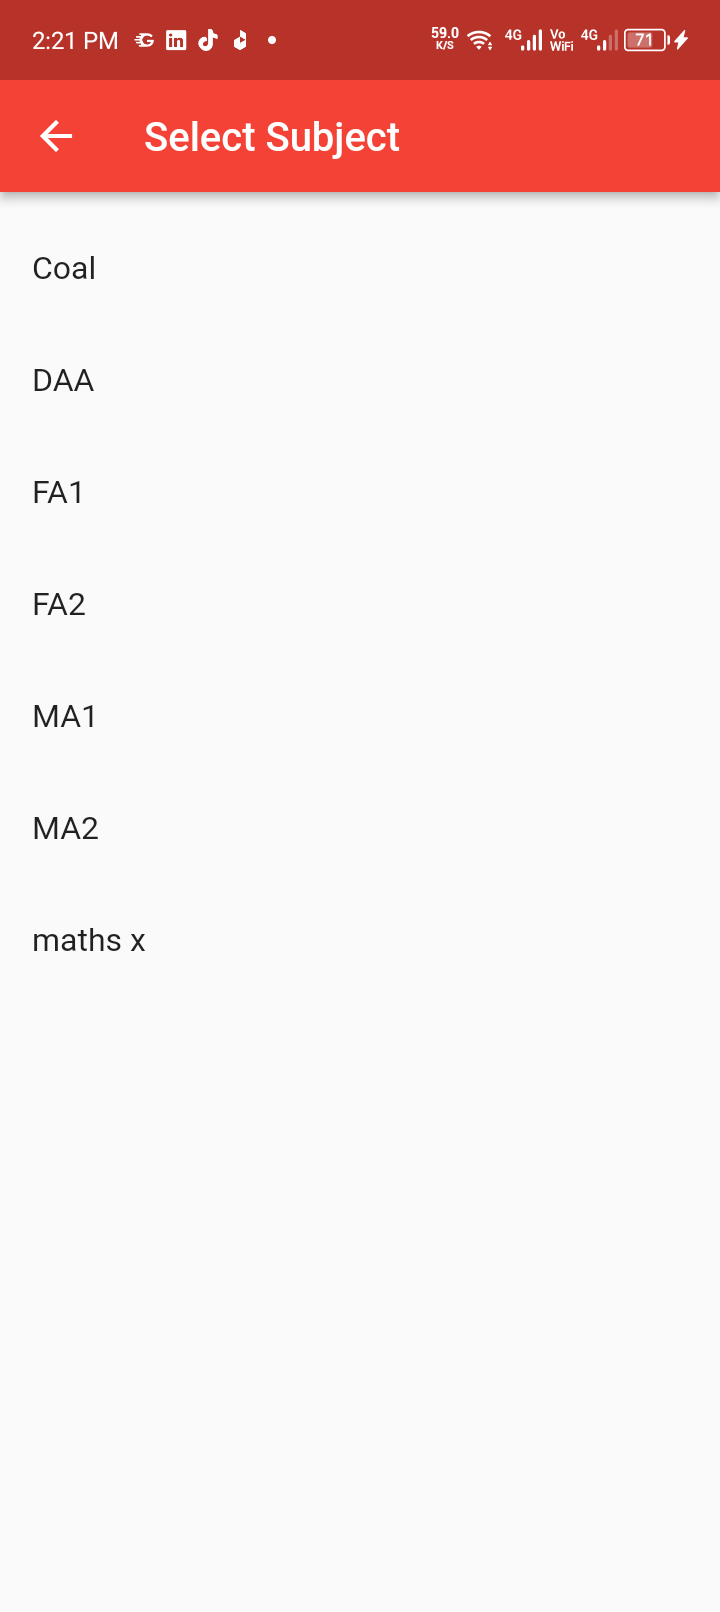 2:21 PM
59.0
K/S
4G
Vo
WiFi
4G
71
Select Subject
Coal
DAA
FA1
FA2
MA1
MA2
maths x